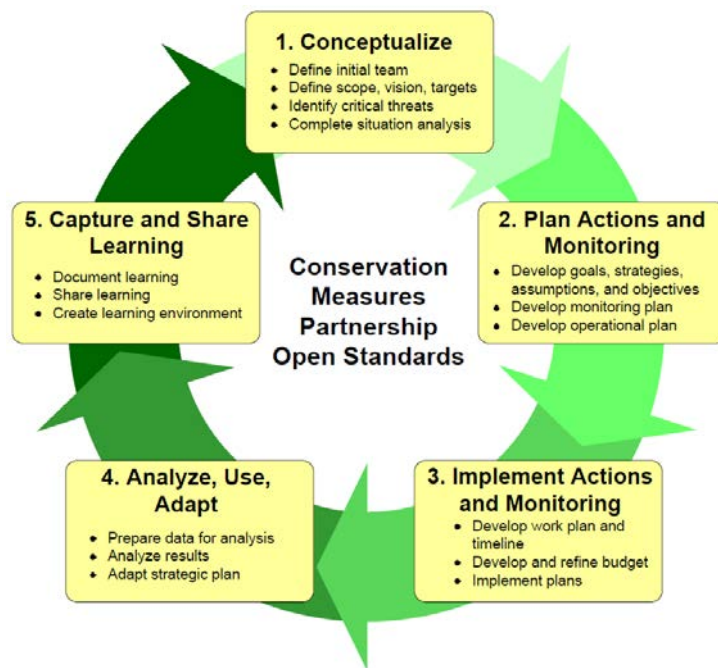 1. Conceptualize
• Define initial team
• Define scope, vision, targets
• Identify critical threats
• Complete situation analysis
2. Plan Actions and
Monitoring
• Develop goals, strategies,
assumptions, and objectives
• Develop monitoring plan
• Develop operational plan
3. Implement Actions
and Monitoring
• Develop work plan and
timeline
• Develop and refine budget
• Implement plans
4. Analyze, Use,
Adapt
• Prepare data for analysis
• Analyze results
• Adapt strategic plan
5. Capture and Share
Learning
• Document learning
• Share learning
• Create learning environment
Conservation
Measures
Partnership
Open Standards